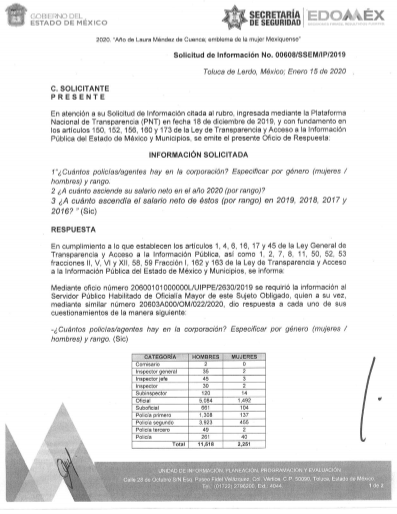 GOBIERNO DEL
ESTADO DE MÉXICO
SECRETARÍA
DE SEGURIDAD
EDOMÉX
2020. "Año de Laura Méndez de Cuenca; emblema de la mujer Mexiquense"
Solicitud de Información No. 00608/SSEM/IP/2019
Toluca de Lerdo, México; Enero 15 de 2020
C. SOLICITANTE
P R E S E N T E
En atención a su Solicitud de Información citada al rubro, ingresada mediante la Plataforma
Nacional de Transparencia (PNT) en fecha 18 de diciembre de 2019, y con fundamento en
los artículos 150, 152, 156, 160 y 173 de la Ley de Transparencia y Acceso a la Información
Pública del Estado de México y Municipios, se emite el presente Oficio de Respuesta:
INFORMACIÓN SOLICITADA
1"¿Cuántos policías/agentes hay en la corporación? Especificar por género (mujeres /
hombres) y rango.
2 ¿A cuánto asciende su salario neto en el año 2020 (por rango)?
3 ¿A cuánto ascendía el salario neto de éstos (por rango) en 2019, 2018, 2017 y
2016? " (Sic)
RESPUESTA
En cumplimiento a lo que establecen los artículos 1, 4, 6, 16, 17 y 45 de la Ley General de
Transparencia y Acceso a la Información Pública, así como 1, 2, 7, 8, 11, 50, 52, 53
fracciones II, V, VI y XII, 58, 59 Fracción I, 162 y 163 de la Ley de Transparencia y Acceso
a la Información Pública del Estado de México y Municipios, se informa:
Mediante oficio número 20600101000000L/UIPPE/2630/2019 se requirió la información al
Servidor Público Habilitado de Oficialía Mayor de este Sujeto Obligado, quien a su vez,
mediante similar número 20603A000/OM/022/2020, dio respuesta a cada uno de sus
cuestionamientos de la manera siguiente:
-¿Cuántos policías/agentes hay en la corporación? Especificar por género (mujeres /
hombres) y rango. (Sic)
CATEGORÍA HOMBRES MUJERES
Comisario 2 0
Inspector general 35 2
Inspector jefe 45 3
Inspector 30 2
Subinspector 120 14
Oficial 5,084 1,492
Suboficial 661 104
Policía primero 1,308 137
Policía segundo 3,923 455
Policía tercero 49 2
Policía 261 40
Total 11,518 2,251
UNIDAD DE INFORMACIÓN, PLANEACIÓN, PROGRAMACIÓN Y EVALUACIÓN
Calle 28 de Octubre S/N Esq. Paseo Fidel Velázquez, Col. Vértice, C.P. 50090, Toluca, Estado de México.
Tel.: (01722) Ext.: 4044
1 de 3